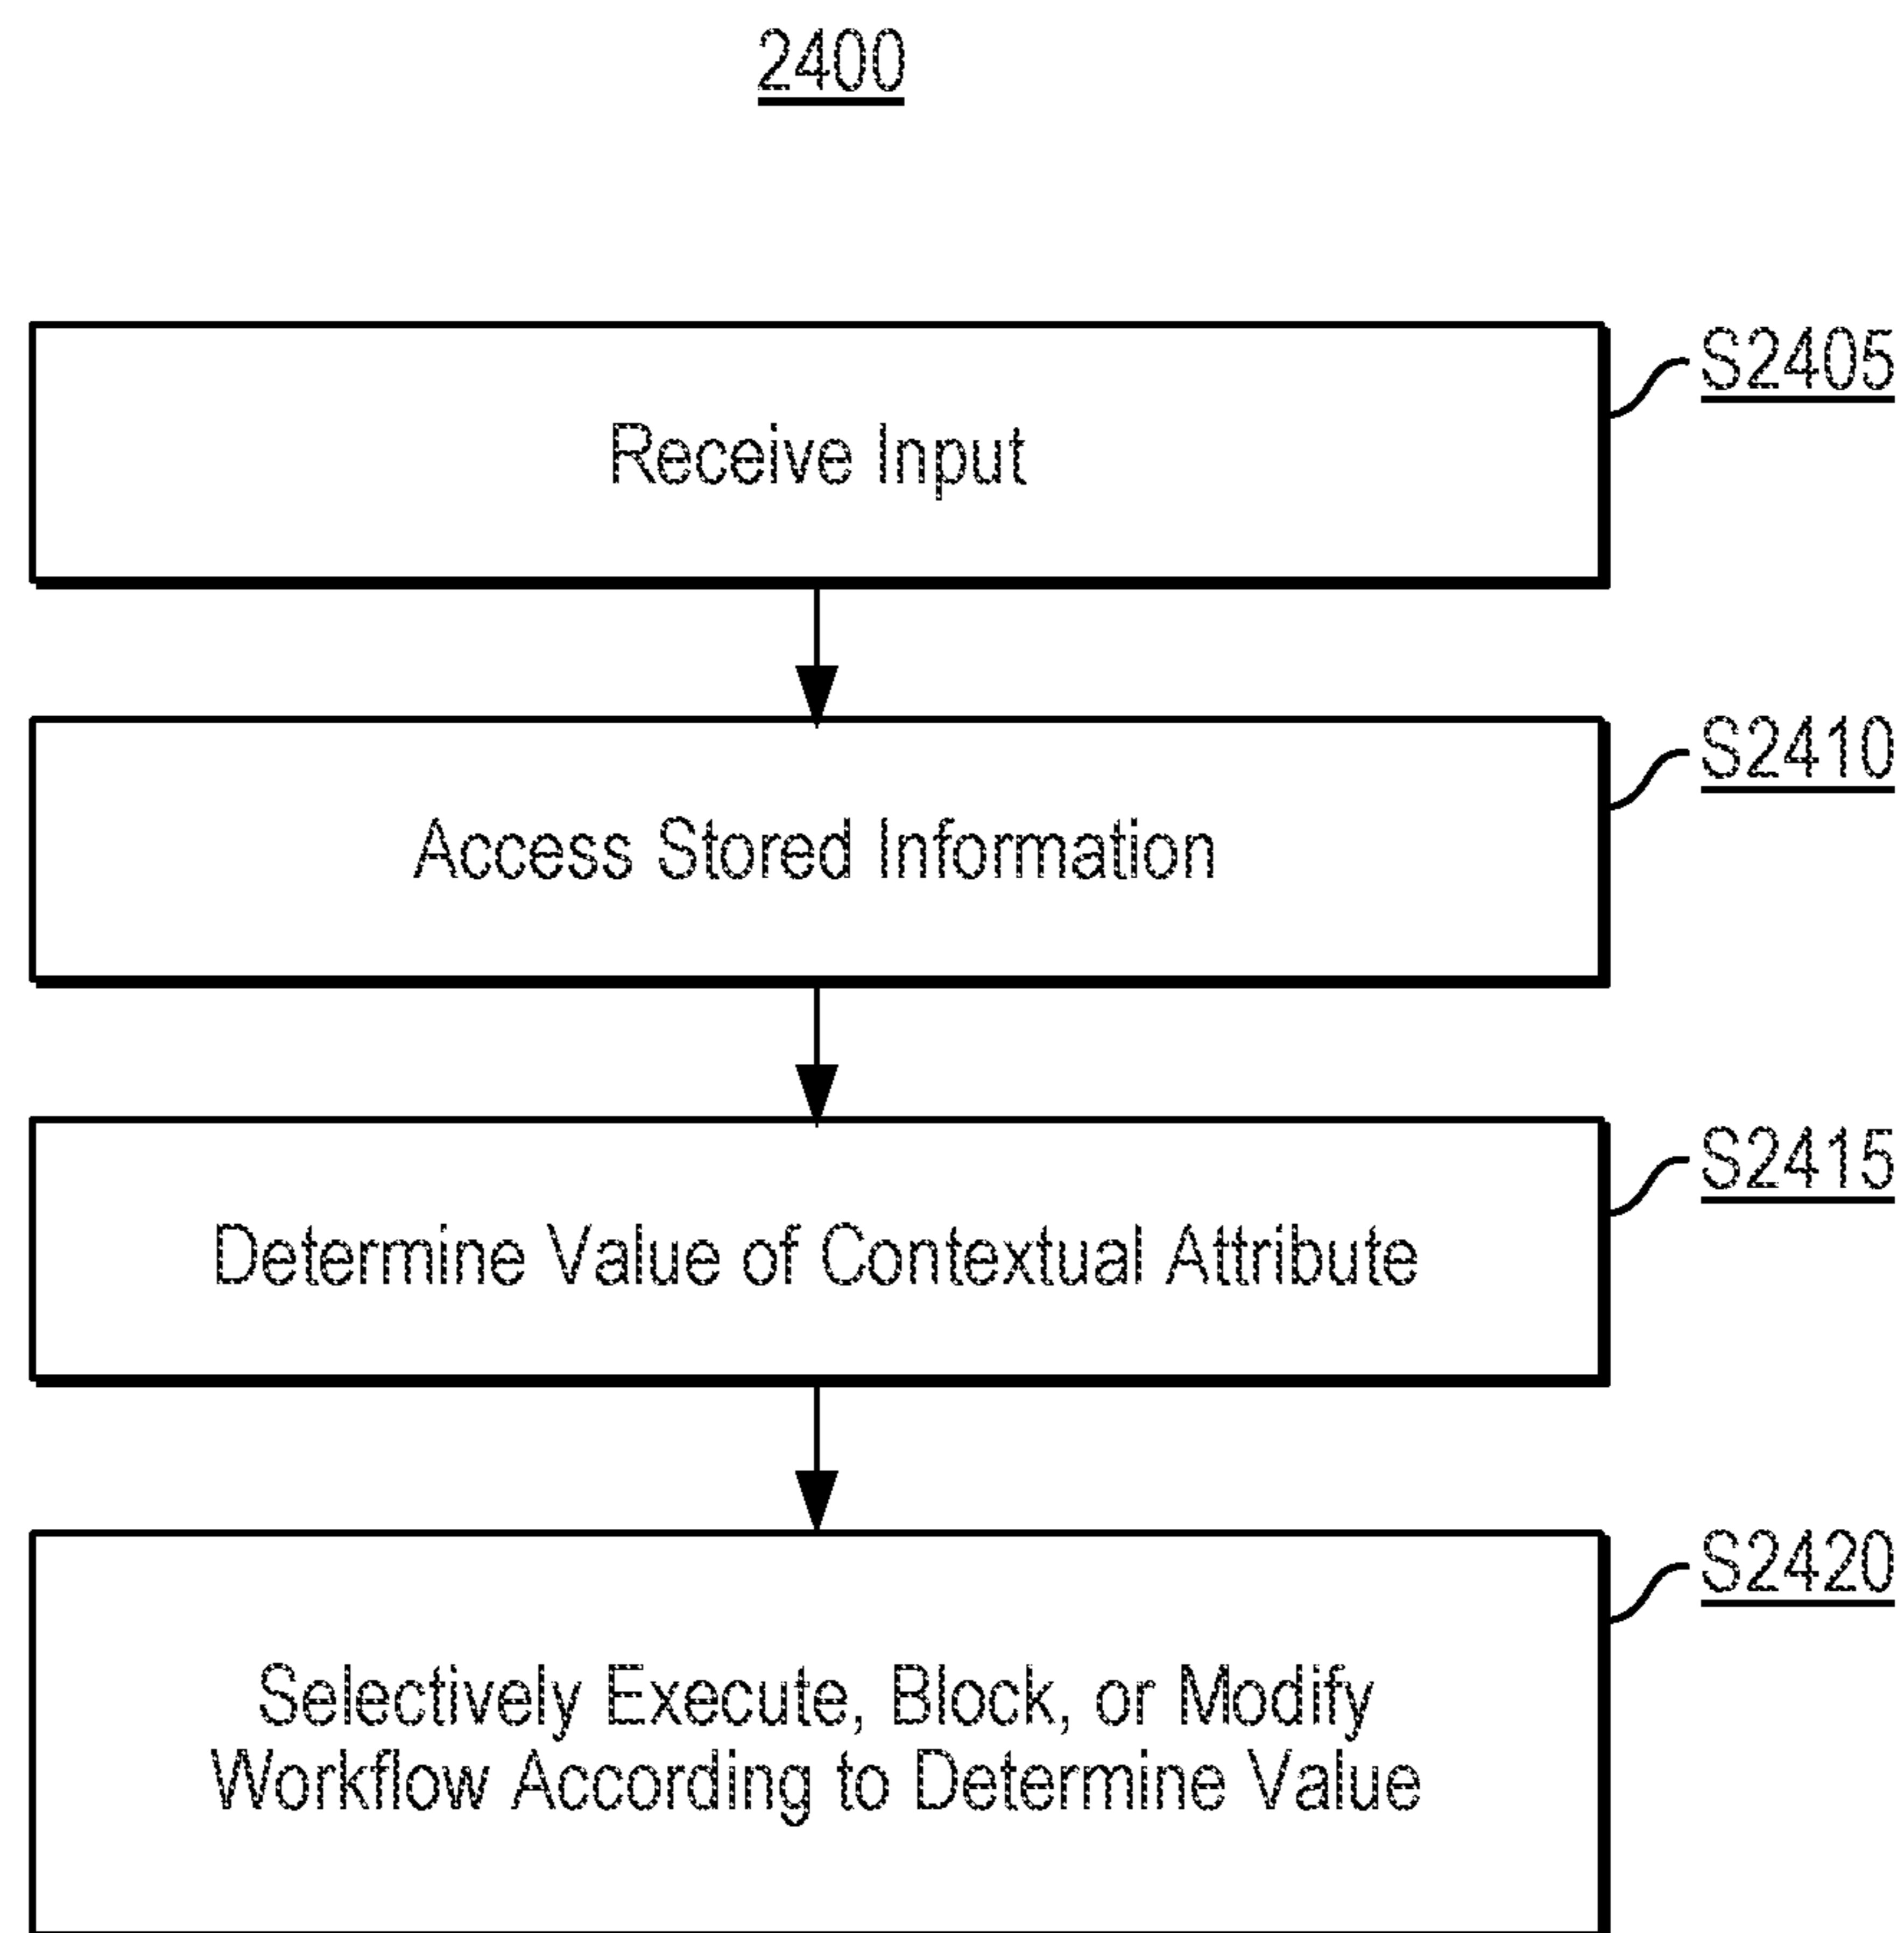 2400
Receive Input
S2405
Access Stored Information
S2410
Determine Value of Contextual Attribute
S2415
Selectively Execute, Block, or Modify
Workflow According to Determine Value
S2420